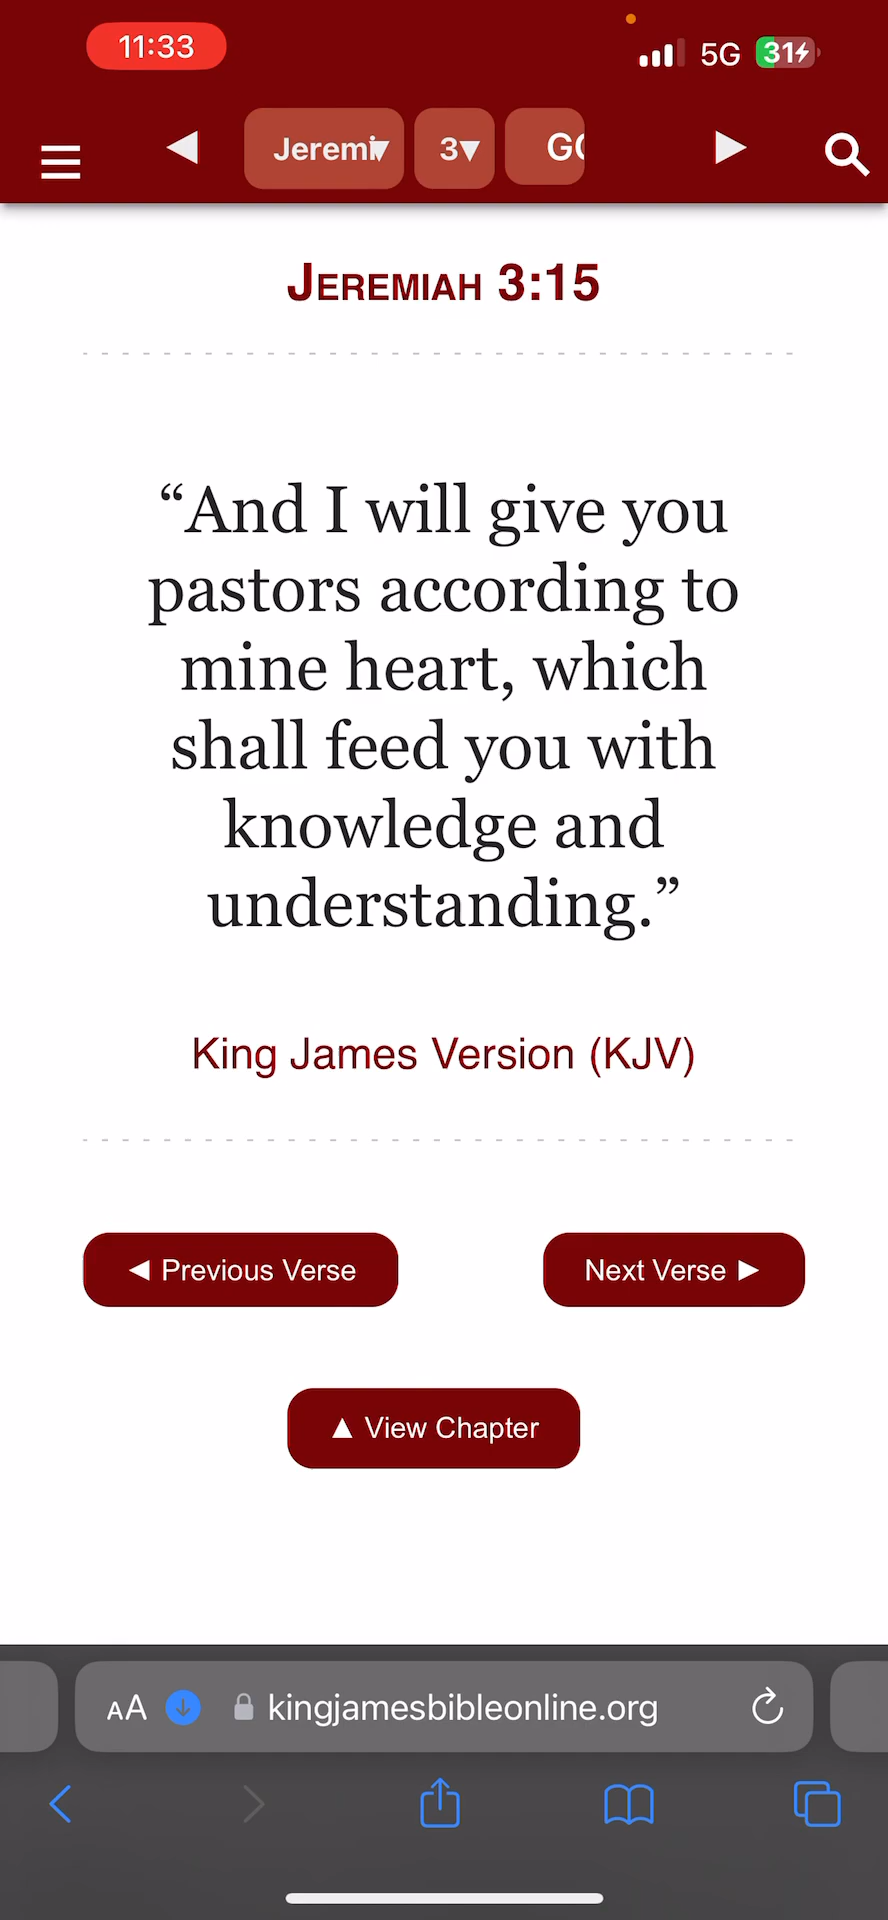 11:33 5G 31
Jeremi 3 GO
JEREMIAH 3:15
“And I will give you
pastors according to
mine heart, which
shall feed you with
knowledge and
understanding.”
King James Version (KJV)
◄ Previous Verse Next Verse ►
▲ View Chapter
AA kingjamesbibleonline.org